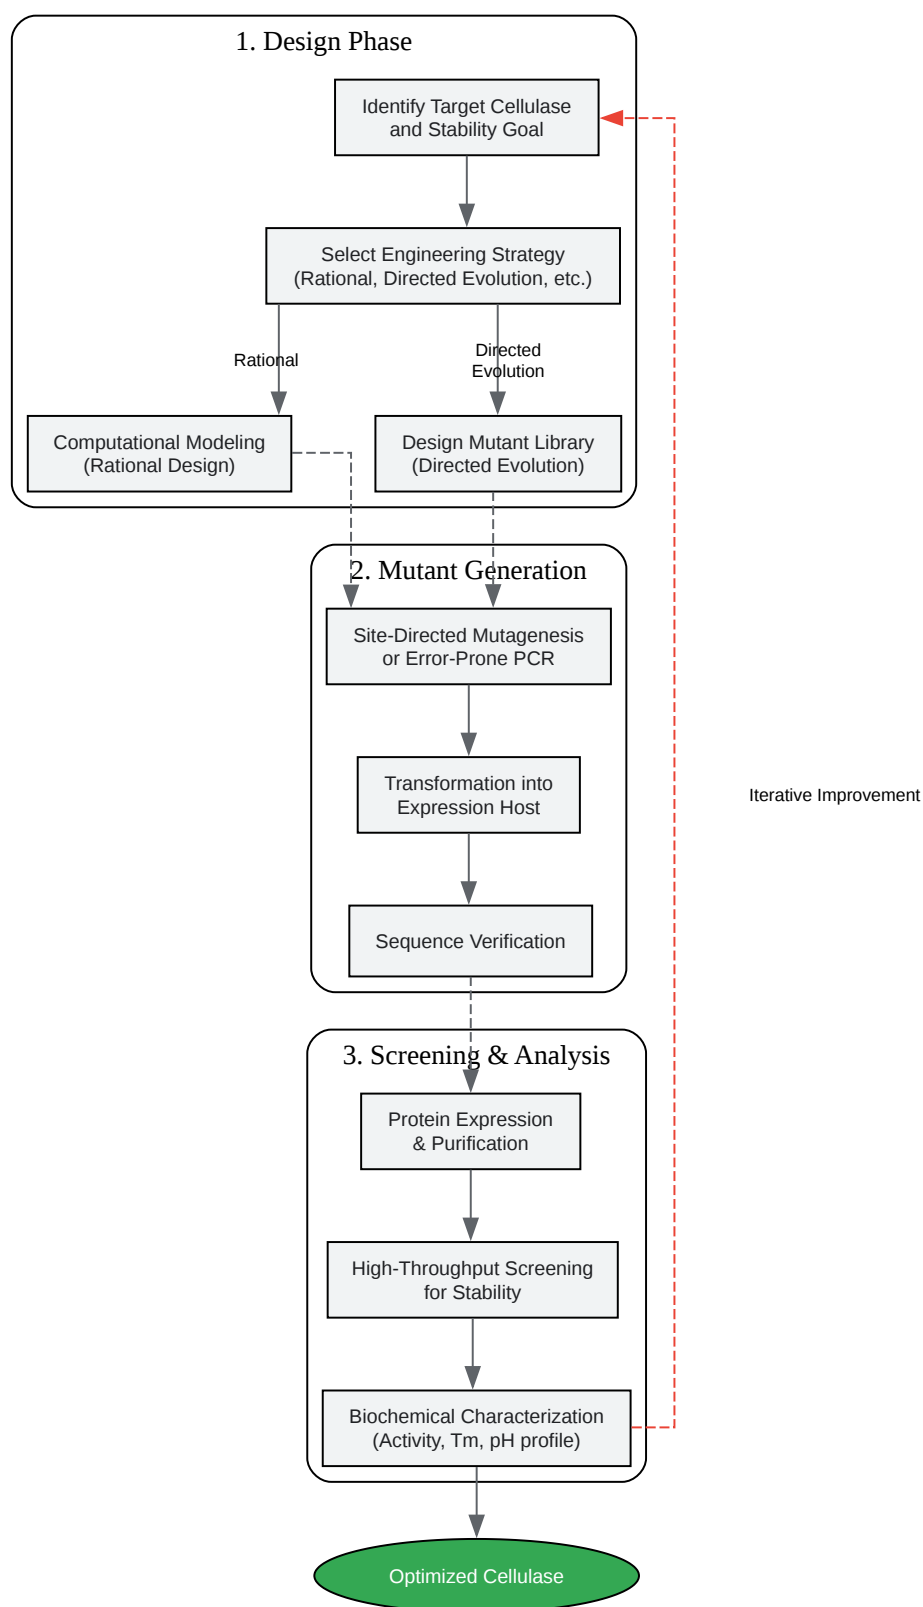 1. Design Phase
Identify Target Cellulase
and Stability Goal
Select Engineering Strategy
(Rational, Directed Evolution, etc.)
Rational
Directed
Evolution
Computational Modeling
(Rational Design)
Design Mutant Library
(Directed Evolution)
2. Mutant Generation
Site-Directed Mutagenesis
or Error-Prone PCR
Transformation into
Expression Host
Iterative Improvement
Sequence Verification
3. Screening & Analysis
Protein Expression
& Purification
High-Throughput Screening
for Stability
Biochemical Characterization
(Activity, Tm, pH profile)
Optimized Cellulase